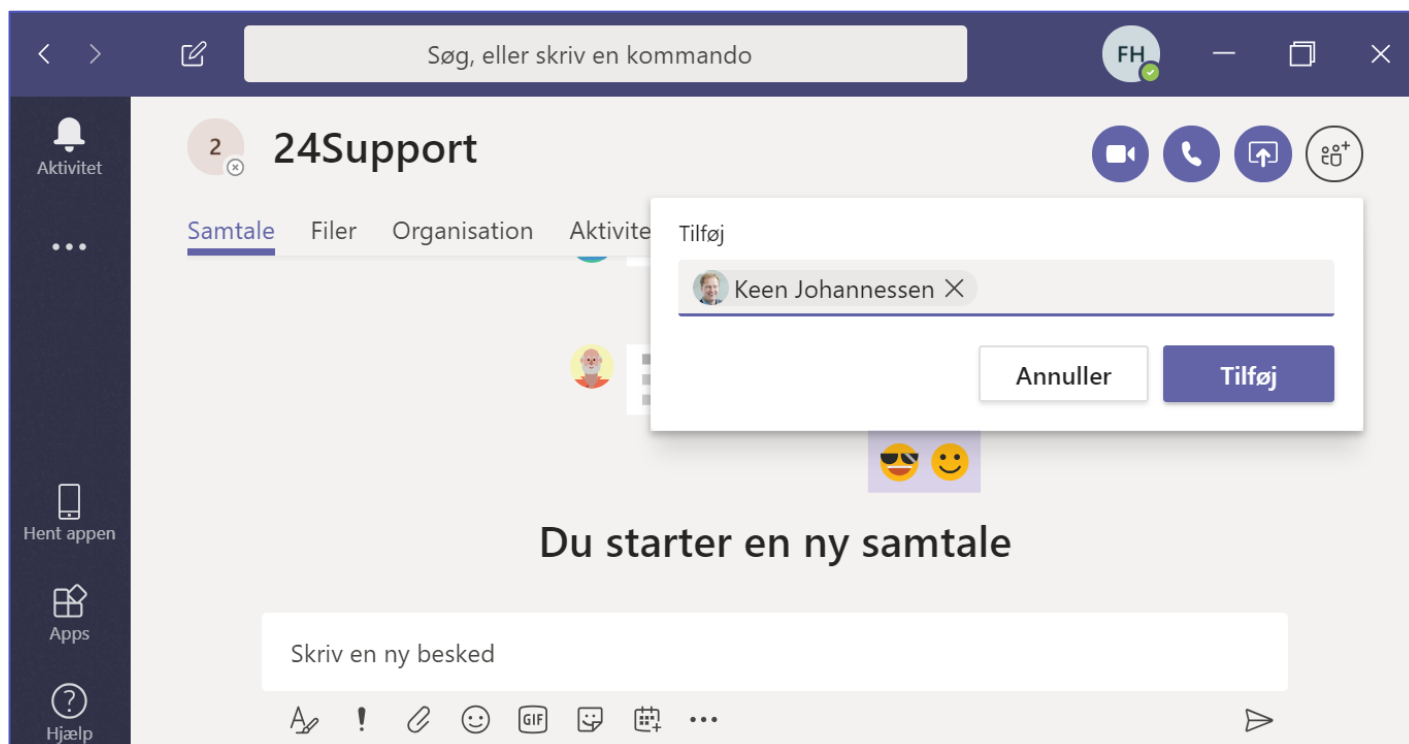 Søg, eller skriv en kommando
FH
Aktivitet
2
24Support
Samtale Filer Organisation Aktivite
Tilføj
Keen Johannessen
Annuller Tilføj
Hent appen
Du starter en ny samtale
Apps
Skriv en ny besked
GIF
Hjælp